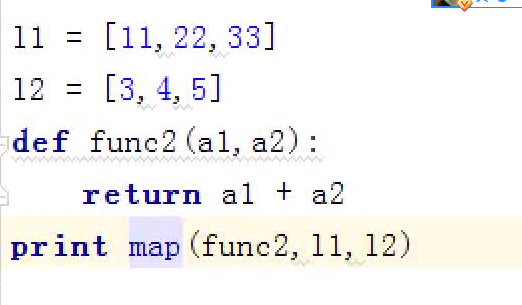 l1 = [11,22,33]
l2 = [3,4,5]
def func2(a1,a2):
    return a1 + a2
print map(func2,l1,l2)